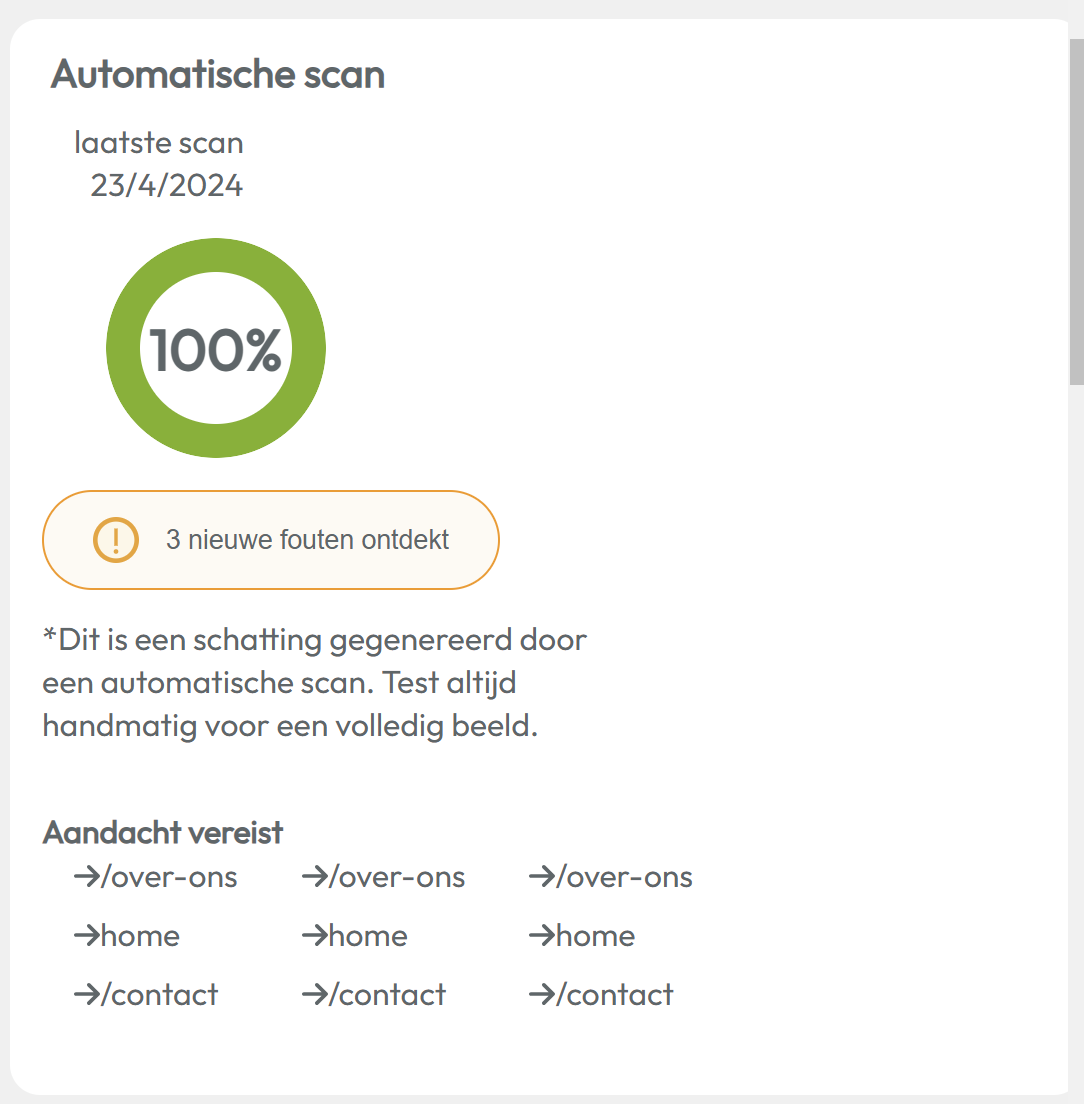 Automatische scan
laatste scan
23/4/2024
100%
3 nieuwe fouten ontdekt
*Dit is een schatting gegenereerd door
een automatische scan. Test altijd
handmatig voor een volledig beeld.
Aandacht vereist
→/over-ons →/over-ons →/over-ons
→home →home →home
→/contact →/contact →/contact